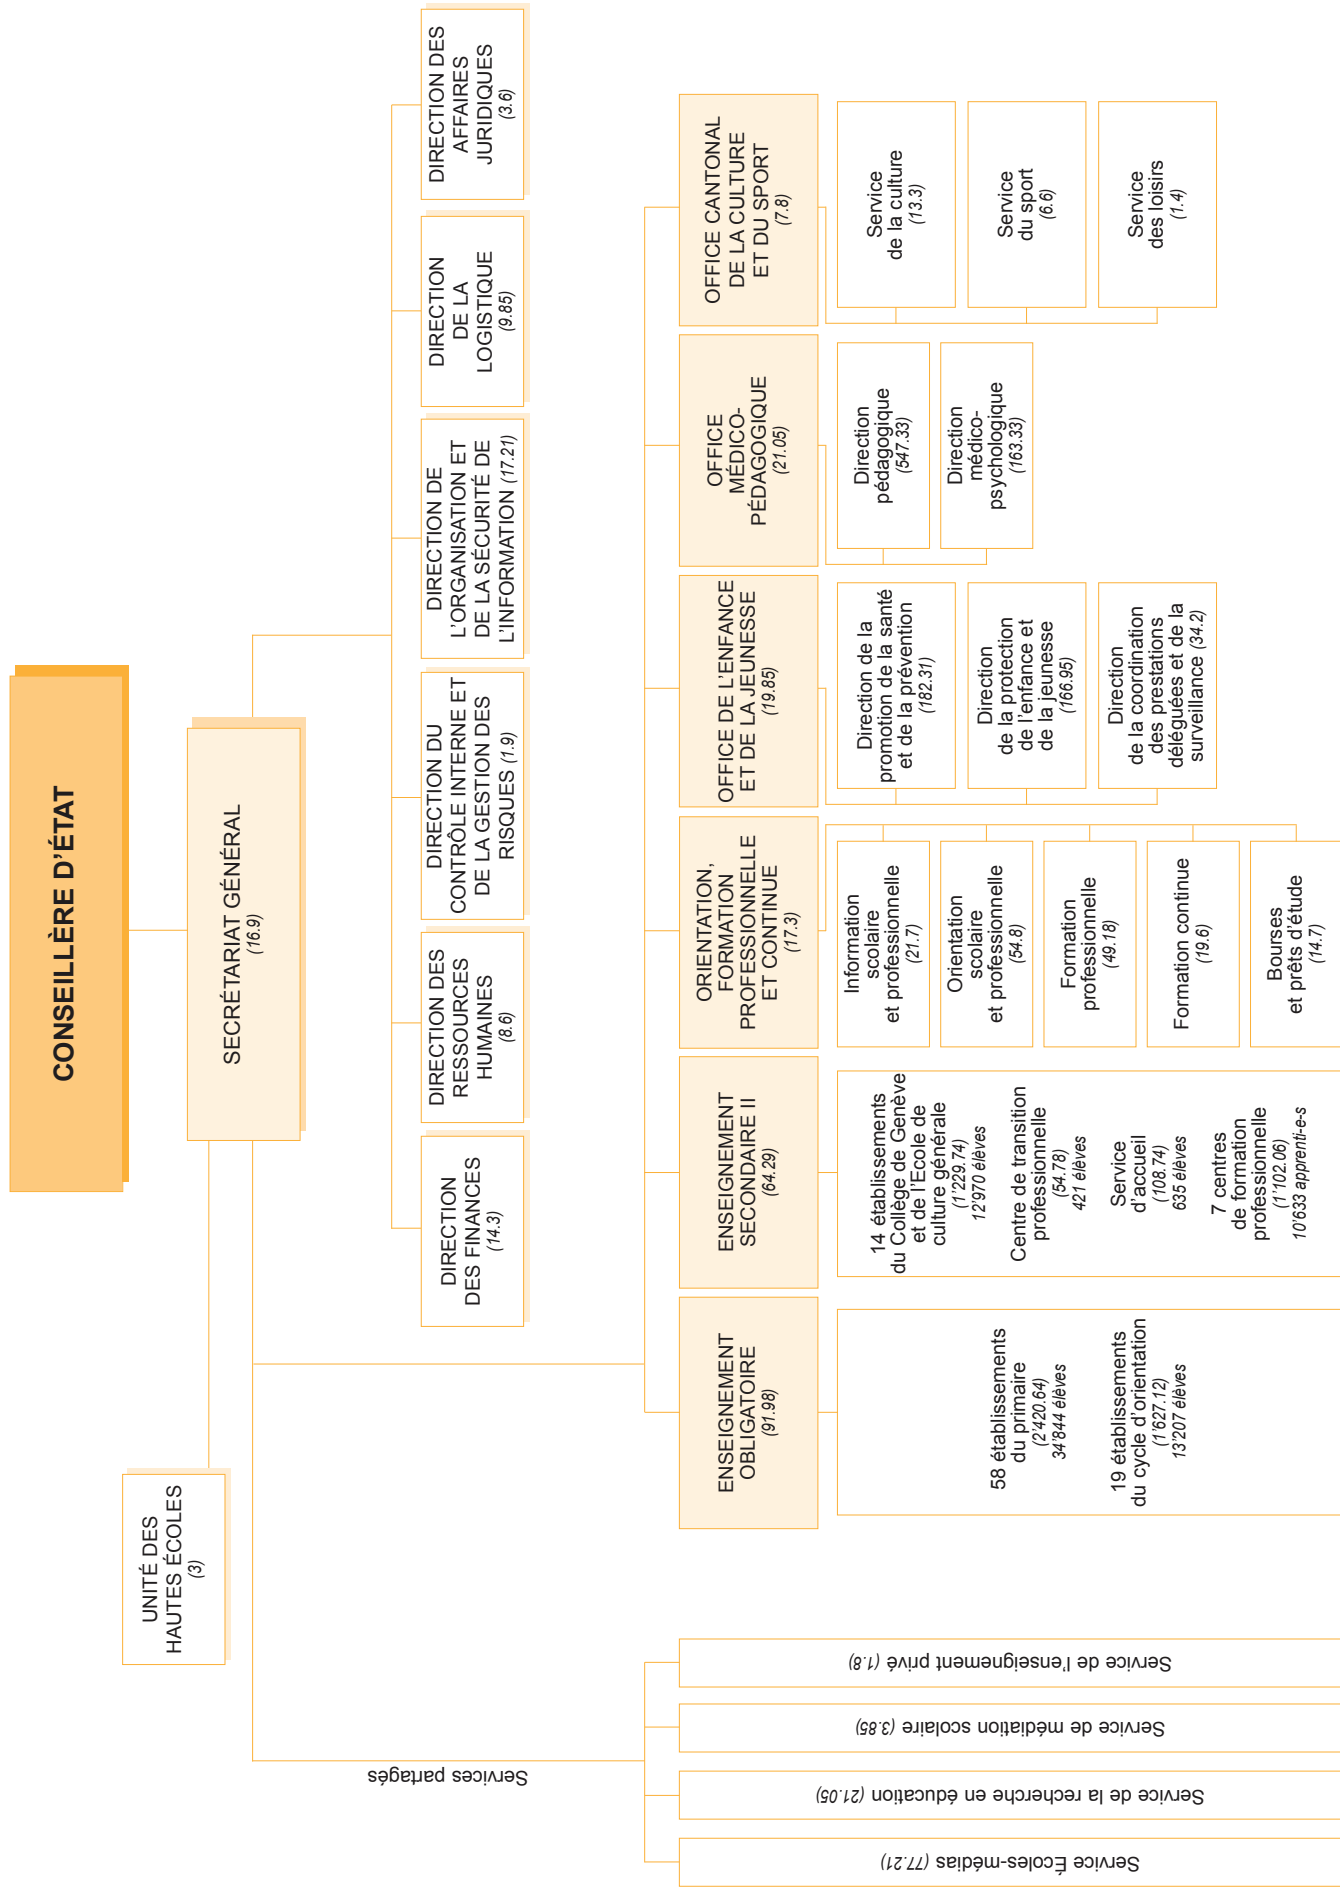 CONSEILLÈRE D'ÉTAT
SECRÉTARIAT GÉNÉRAL
(16.9)
UNITÉ DES
HAUTES ÉCOLES
(3)
DIRECTION
DES FINANCES
(14.3)
DIRECTION DES
RESSOURCES
HUMAINES
(8.6)
DIRECTION DU
CONTRÔLE INTERNE ET
DE LA GESTION DES
RISQUES (1.9)
DIRECTION DE
L'ORGANISATION ET
DE LA SÉCURITÉ DE
L'INFORMATION (17.21)
DIRECTION
DE LA
LOGISTIQUE
(9.85)
DIRECTION DES
AFFAIRES
JURIDIQUES
(3.6)
Services partagés
Service Écoles-médias (77.21)
Service de la recherche en éducation (21.05)
Service de médiation scolaire (3.85)
Service de l'enseignement privé (1.8)
ENSEIGNEMENT
OBLIGATOIRE
(91.98)
58 établissements
du primaire
(2'420.64)
34'844 élèves
19 établissements
du cycle d'orientation
(1'627.12)
13'207 élèves
ENSEIGNEMENT
SECONDAIRE II
(64.29)
14 établissements
du Collège de Genève
et de l'Ecole de
culture générale
(1'229.74)
12'970 élèves
Centre de transition
professionnelle
(54.78)
421 élèves
Service
d'accueil
(108.74)
635 élèves
7 centres
de formation
professionnelle
(1'102.06)
10'633 apprenti-e-s
ORIENTATION,
FORMATION
PROFESSIONNELLE
ET CONTINUE
(17.3)
Information
scolaire
et professionnelle
(21.7)
Orientation
scolaire
et professionnelle
(54.8)
Formation
professionnelle
(49.18)
Formation continue
(19.6)
Bourses
et prêts d'étude
(14.7)
OFFICE DE L'ENFANCE
ET DE LA JEUNESSE
(19.85)
Direction de la
promotion de la santé
et de la prévention
(182.31)
Direction
de la protection
de l'enfance et
de la jeunesse
(166.95)
Direction
de la coordination
des prestations
déléguées et de la
surveillance (34.2)
OFFICE
MÉDICO-
PÉDAGOGIQUE
(21.05)
Direction
pédagogique
(547.33)
Direction
médico-
psychologique
(163.33)
OFFICE CANTONAL
DE LA CULTURE
ET DU SPORT
(7.8)
Service
de la culture
(13.3)
Service
du sport
(6.6)
Service
des loisirs
(1.4)